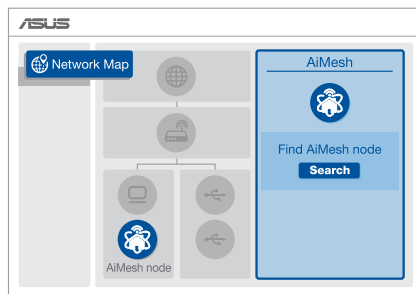 ASUS
Network Map
AiMesh
Find AiMesh node
Search
AiMesh node